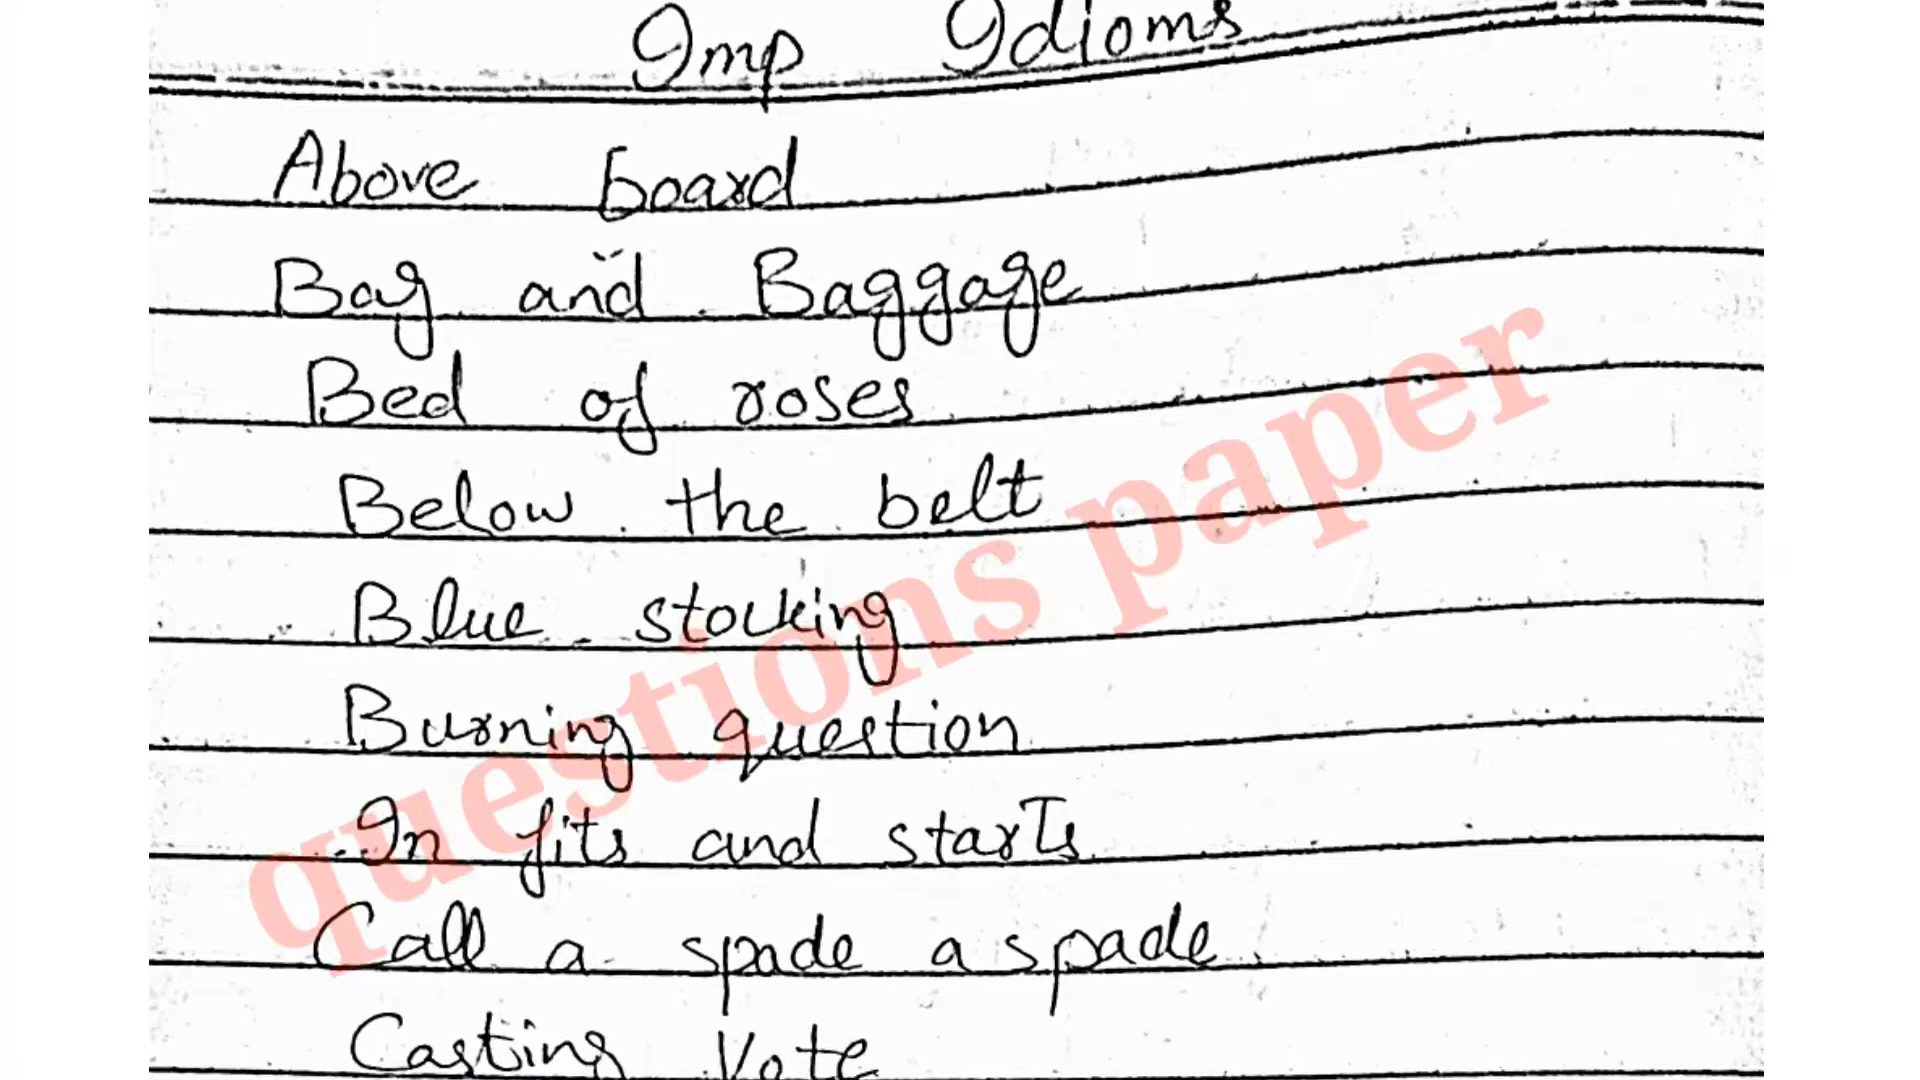 Imp Idioms
Above board
Bag and Baggage
Bed of roses
Below the belt
Blue stocking
Burning question
In fits and starts
Call a spade a spade
Casting Vote
questions paper